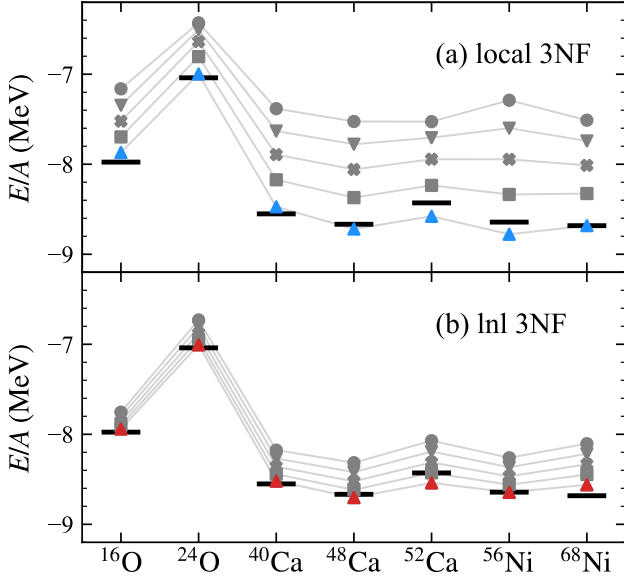 (a) local 3NF
E/A (MeV)
−7
−8
−9
(b) lnl 3NF
E/A (MeV)
−7
−8
−9
¹⁶O ²⁴O ⁴⁰Ca ⁴⁸Ca ⁵²Ca ⁵⁶Ni ⁶⁸Ni